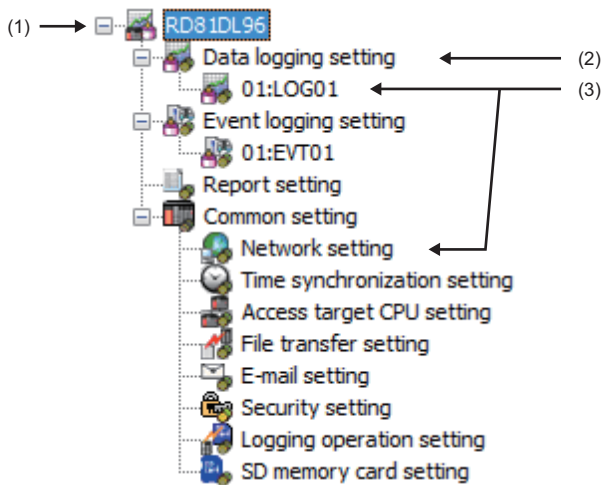 (1) RD81DL96
Data logging setting (2)
01:LOG01 (3)
Event logging setting
01:EVT01
Report setting
Common setting
Network setting
Time synchronization setting
Access target CPU setting
File transfer setting
E-mail setting
Security setting
Logging operation setting
SD memory card setting